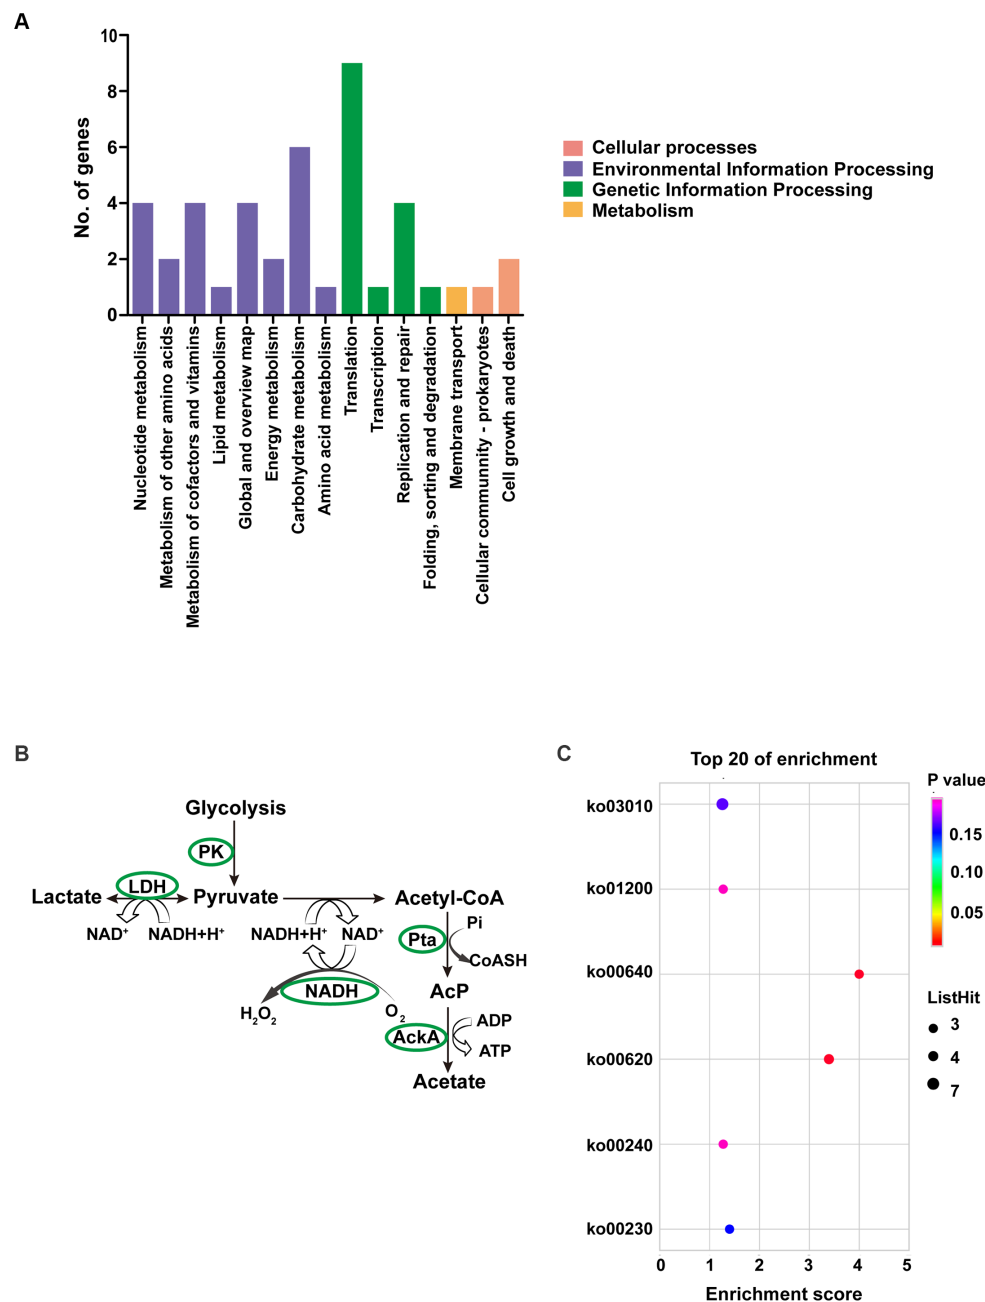 A
10
8
6
4
2
0
No. of genes
Nucleotide metabolism
Metabolism of other amino acids
Metabolism of cofactors and vitamins
Lipid metabolism
Global and overview map
Energy metabolism
Carbohydrate metabolism
Amino acid metabolism
Translation
Transcription
Replication and repair
Folding, sorting and degradation
Membrane transport
Cellular communnity - prokaryotes
Cell growth and death
Cellular processes
Environmental Information Processing
Genetic Information Processing
Metabolism
B
Glycolysis
PK
LDH
Lactate
Pyruvate
Acetyl-CoA
NAD⁺
NADH+H⁺
NADH+H⁺
NAD⁺
Pta
Pi
CoASH
NADH
AcP
H₂O₂
O₂
AckA
ADP
ATP
Acetate
C
Top 20 of enrichment
ko03010
ko01200
ko00640
ko00620
ko00240
ko00230
0 1 2 3 4 5
Enrichment score
P value
0.15
0.10
0.05
ListHit
3
4
7